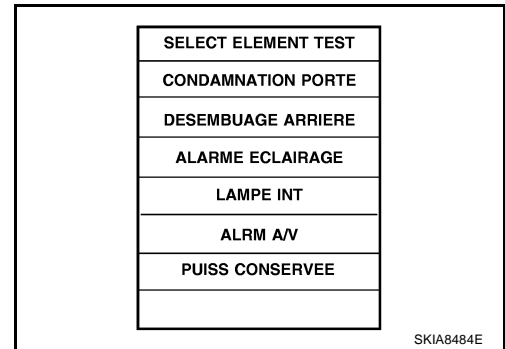 SELECT ELEMENT TEST
CONDAMNATION PORTE
DESEMBUAGE ARRIERE
ALARME ECLAIRAGE
LAMPE INT
ALRM A/V
PUISS CONSERVEE
SKIA8484E